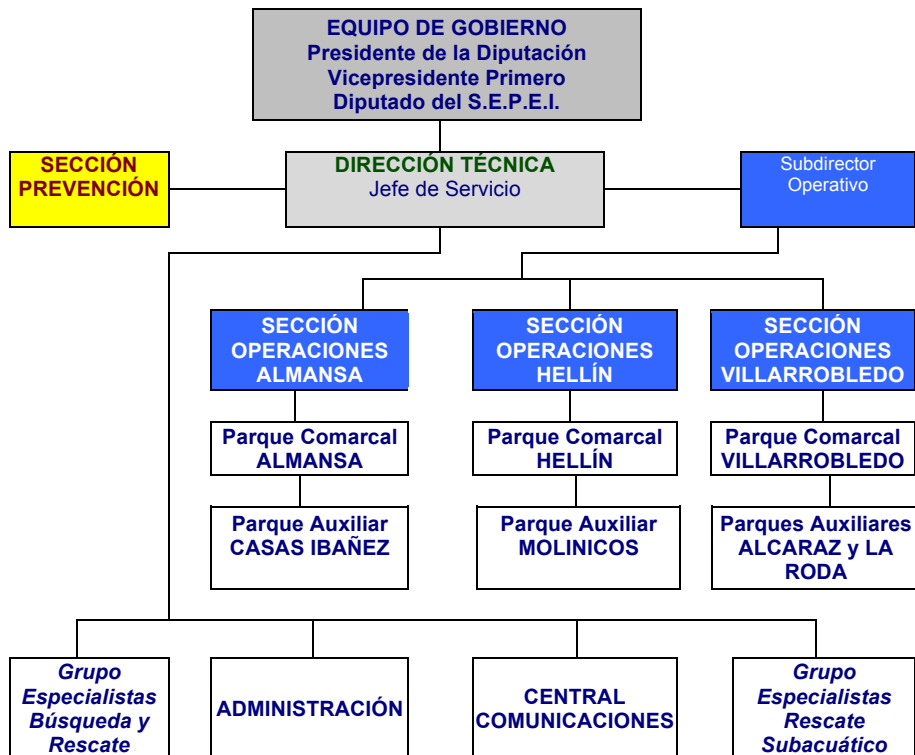 EQUIPO DE GOBIERNO
Presidente de la Diputación
Vicepresidente Primero
Diputado del S.E.P.E.I.
SECCIÓN
PREVENCIÓN
DIRECCIÓN TÉCNICA
Jefe de Servicio
Subdirector
Operativo
SECCIÓN
OPERACIONES
ALMANSA
SECCIÓN
OPERACIONES
HELLÍN
SECCIÓN
OPERACIONES
VILLARROBLEDO
Parque Comarcal
ALMANSA
Parque Comarcal
HELLÍN
Parque Comarcal
VILLARROBLEDO
Parque Auxiliar
CASAS IBAÑEZ
Parque Auxiliar
MOLINICOS
Parques Auxiliares
ALCARAZ y LA
RODA
Grupo
Especialistas
Búsqueda y
Rescate
ADMINISTRACIÓN
CENTRAL
COMUNICACIONES
Grupo
Especialistas
Rescate
Subacuático